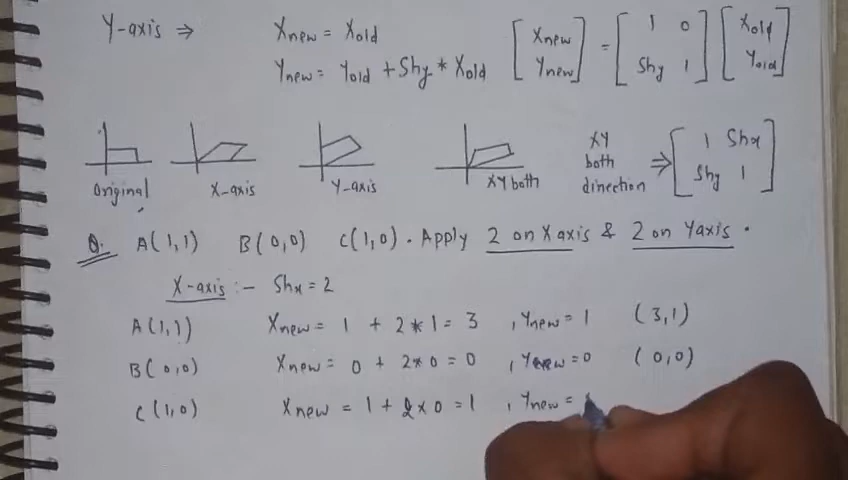 Y-axis ⇒ Xnew = Xold [Xnew Ynew] = [1 0 Shy 1] [Xold Yold]
Ynew = Yold + Shy * Xold
Original X-axis Y-axis XY both XY both dinection ⇒ [1 Shx Shy 1]
Q. A(1,1) B(0,0) C(1,0). Apply 2 on X axis & 2 on Yaxis.
X-axis :- Shx = 2
A(1,1) Xnew = 1 + 2*1 = 3 , Ynew = 1 (3,1)
B(0,0) Xnew = 0 + 2*0 = 0 , Ynew = 0 (0,0)
C(1,0) Xnew = 1 + 2×0 = 1 , Ynew =